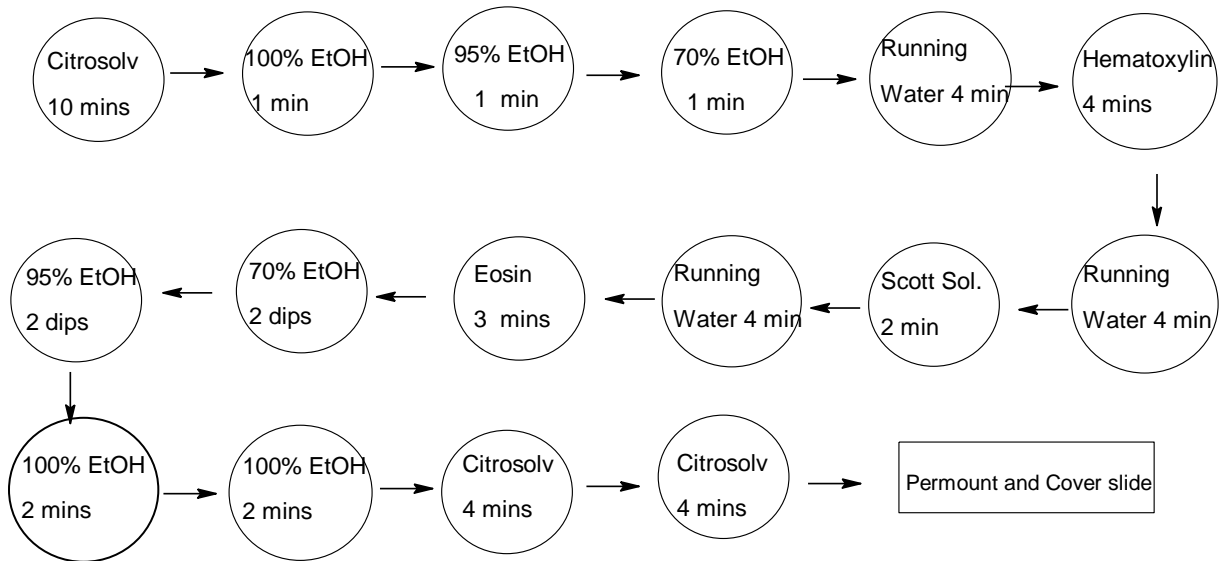 Citrosolv
10 mins
100% EtOH
1 min
95% EtOH
1 min
70% EtOH
1 min
Running
Water 4 min
Hematoxylin
4 mins
95% EtOH
2 dips
70% EtOH
2 dips
Eosin
3 mins
Running
Water 4 min
Scott Sol.
2 min
Running
Water 4 min
100% EtOH
2 mins
100% EtOH
2 mins
Citrosolv
4 mins
Citrosolv
4 mins
Permount and Cover slide